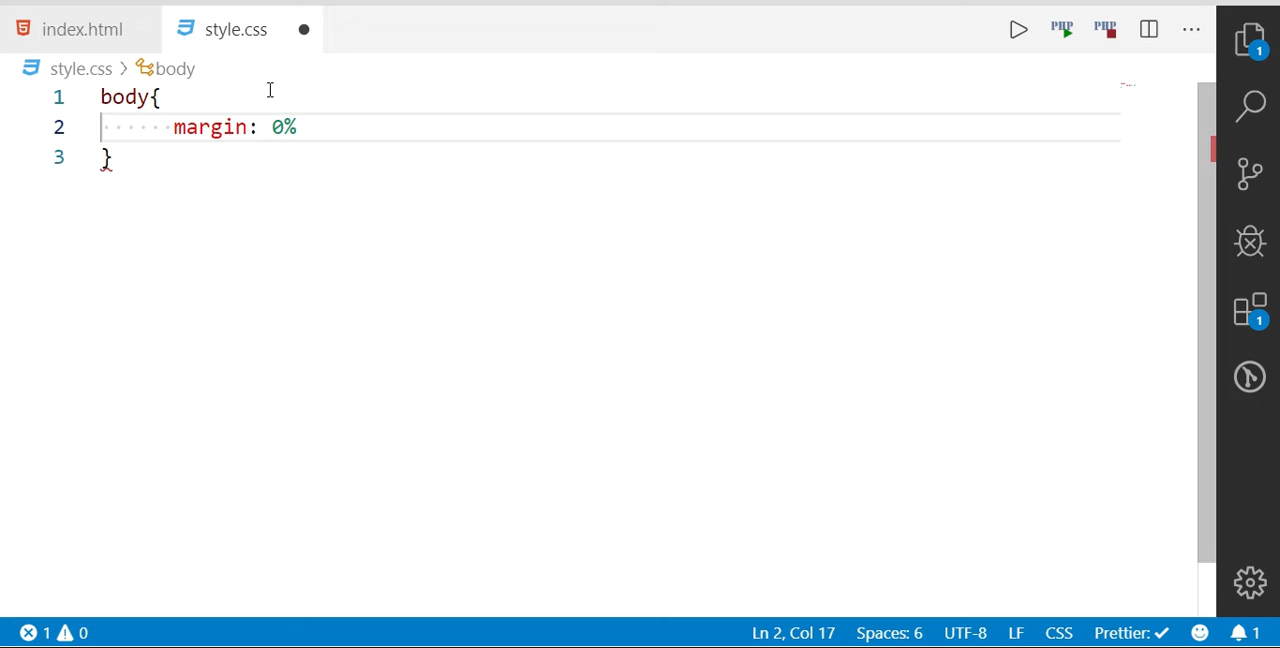 index.html style.css
PHP PHP
style.css body
1 body{
2 margin: 0%
3 }
1
1
1 0 Ln 2, Col 17 Spaces: 6 UTF-8 LF CSS Prettier: 1